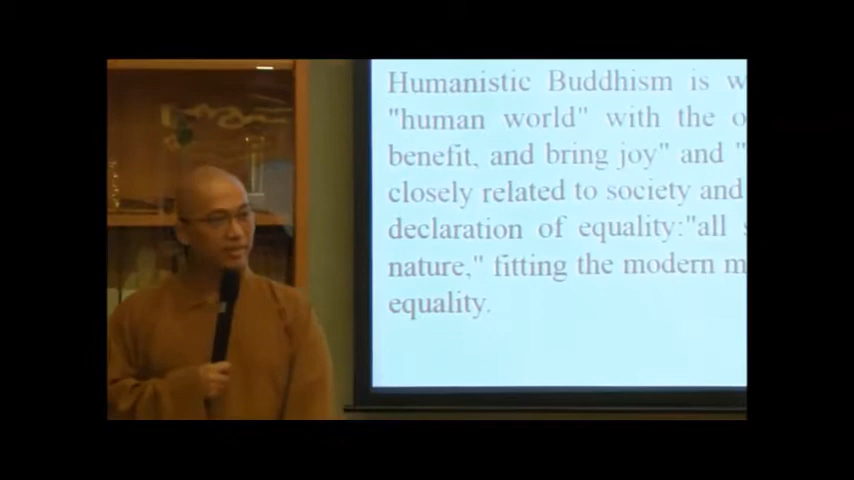 Humanistic Buddhism is
"human world" with the
benefit, and bring joy" and "
closely related to society and
declaration of equality:"all
nature," fitting the modern
equality.